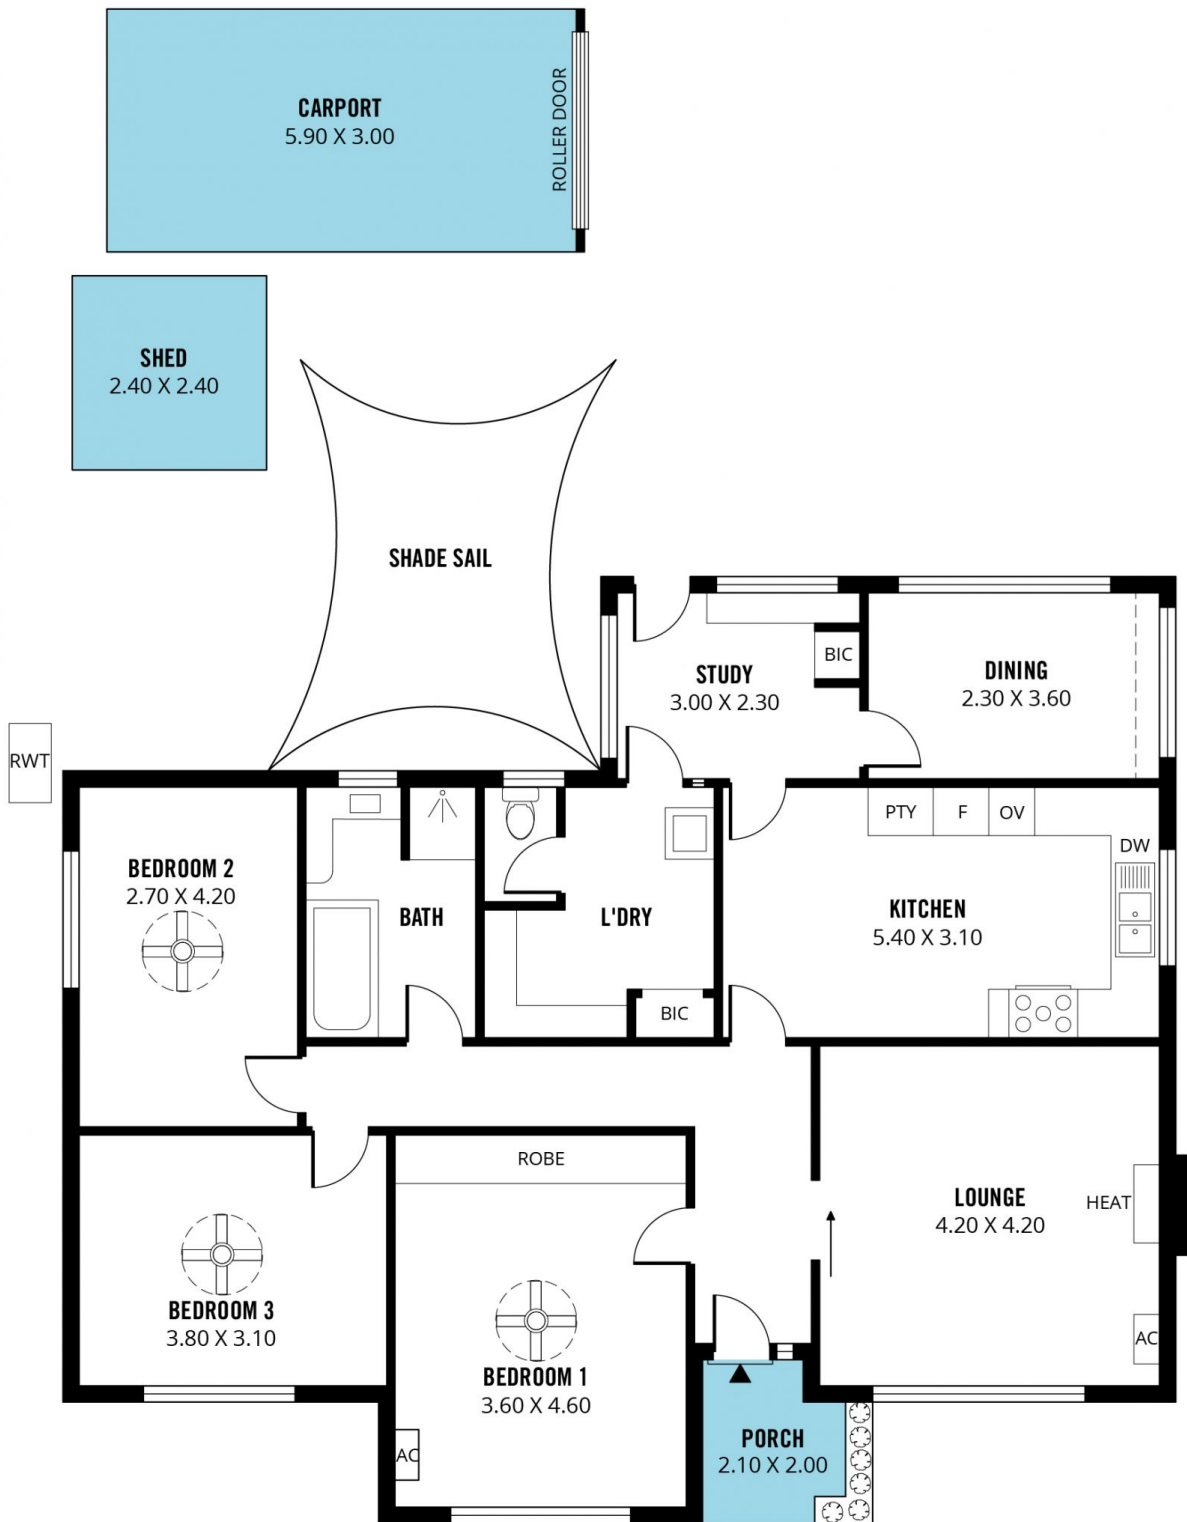 CARPORT
5.90 X 3.00
ROLLER DOOR
SHED
2.40 X 2.40
SHADE SAIL
STUDY
3.00 X 2.30
BIC
DINING
2.30 X 3.60
RWT
BEDROOM 2
2.70 X 4.20
BATH
L'DRY
BIC
PTY
F
OV
DW
KITCHEN
5.40 X 3.10
ROBE
LOUNGE
4.20 X 4.20
HEAT
AC
BEDROOM 3
3.80 X 3.10
BEDROOM 1
3.60 X 4.60
AC
PORCH
2.10 X 2.00